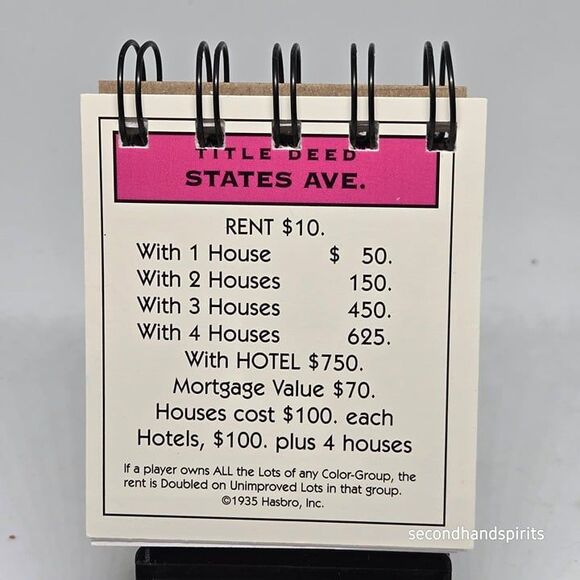 TITLE DEED
STATES AVE.
RENT $10.
With 1 House $ 50.
With 2 Houses 150.
With 3 Houses 450.
With 4 Houses 625.
With HOTEL $750.
Mortgage Value $70.
Houses cost $100. each
Hotels, $100. plus 4 houses
If a player owns ALL the Lots of any Color-Group, the
rent is Doubled on Unimproved Lots in that group.
©1935 Hasbro, Inc.
secondhandspirits